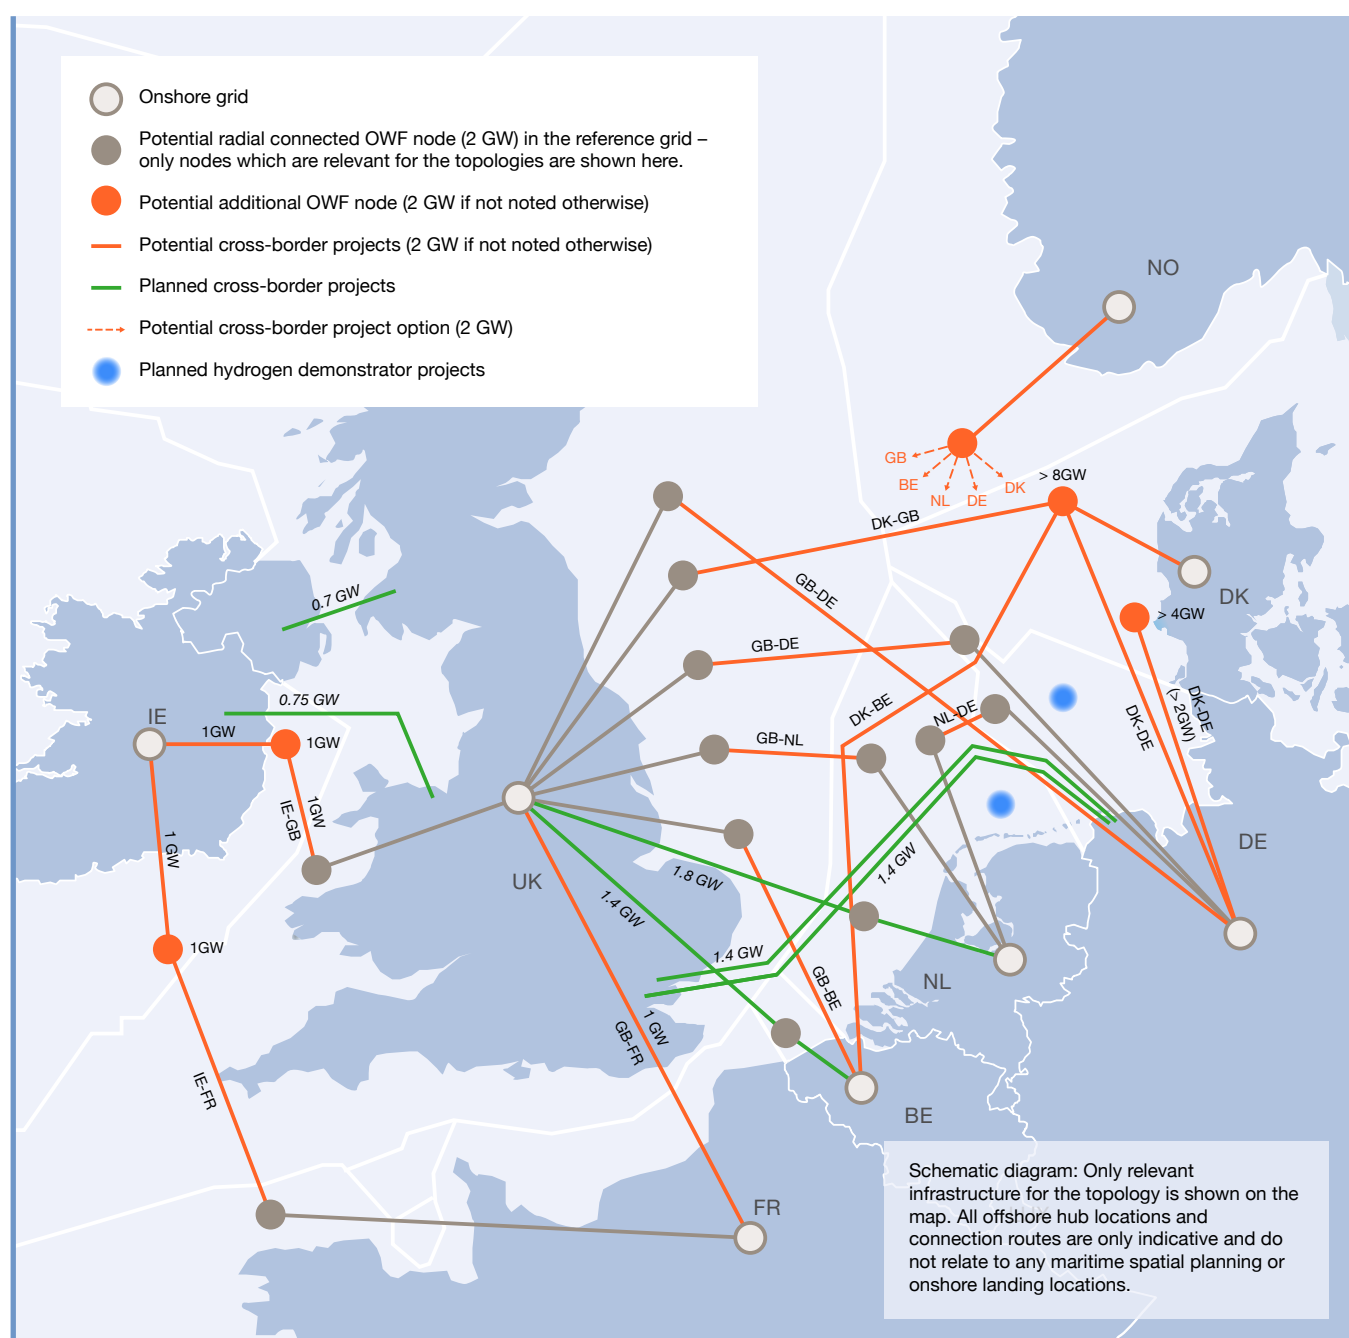 Onshore grid
Potential radial connected OWF node (2 GW) in the reference grid –
only nodes which are relevant for the topologies are shown here.
Potential additional OWF node (2 GW if not noted otherwise)
Potential cross-border projects (2 GW if not noted otherwise)
Planned cross-border projects
Potential cross-border project option (2 GW)
Planned hydrogen demonstrator projects
NO
GB
BE
NL
DE
DK
> 8GW
DK-GB
GB-DE
DK
> 4GW
0.7 GW
GB-DE
DK-BE
NL-DE
DK-DE
DK-DE
(> 2GW)
0.75 GW
IE
1GW
1GW
GB-NL
IE-GB
1GW
1 GW
UK
1.8 GW
1.4 GW
1.4 GW
DE
1GW
1.4 GW
GB-BE
NL
GB-FR
1 GW
IE-FR
BE
FR
Schematic diagram: Only relevant
infrastructure for the topology is shown on the
map. All offshore hub locations and
connection routes are only indicative and do
not relate to any maritime spatial planning or
onshore landing locations.